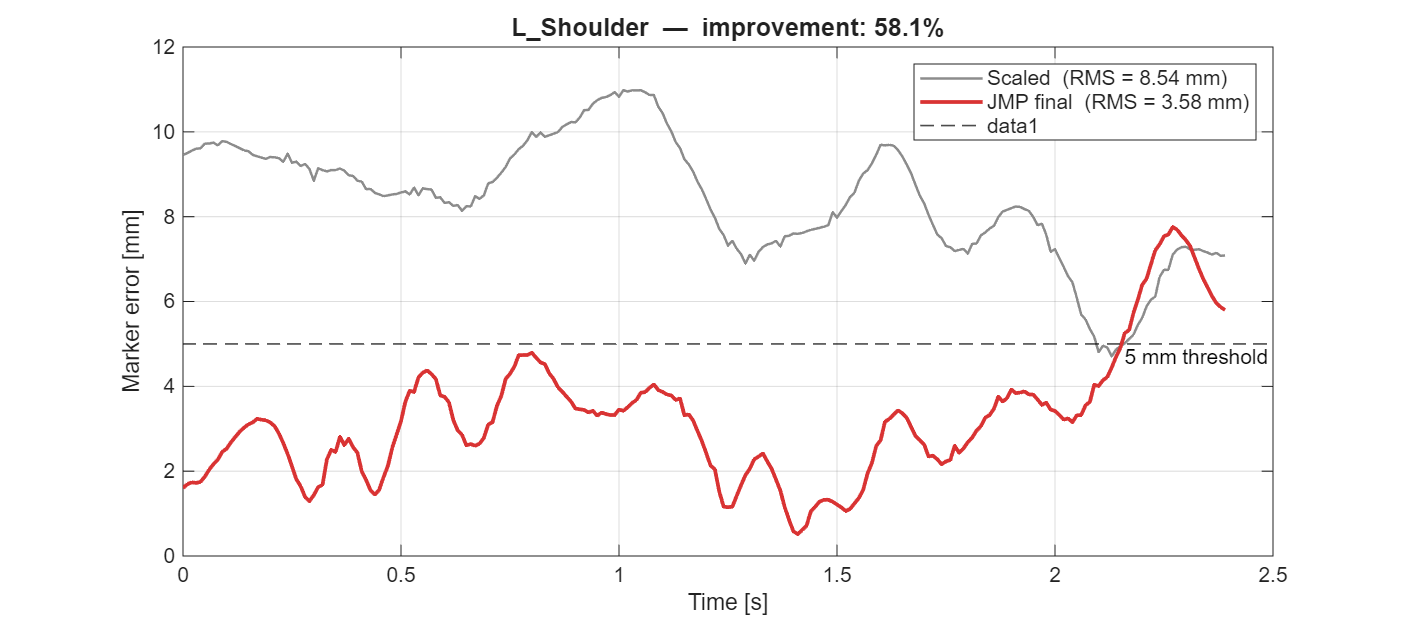 L_Shoulder — improvement: 58.1%
12
10
8
6
4
2
0
Marker error [mm]
Scaled (RMS = 8.54 mm)
JMP final (RMS = 3.58 mm)
data1
5 mm threshold
0 0.5 1 1.5 2 2.5
Time [s]